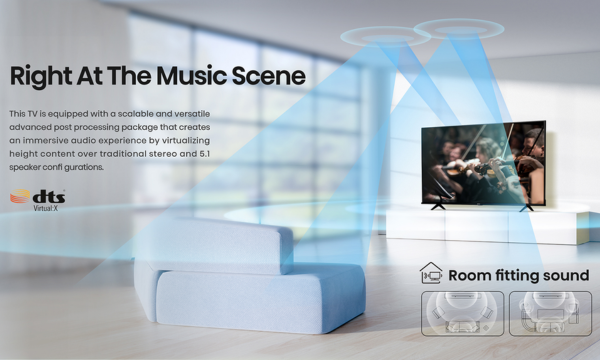 Right At The Music Scene
This TV is equipped with a scalable and versatile
advanced post processing package that creates
an immersive audio experience by virtualizing
height content over traditional stereo and 5.1
speaker confi gurations.
dts
Virtual:X
Room fitting sound